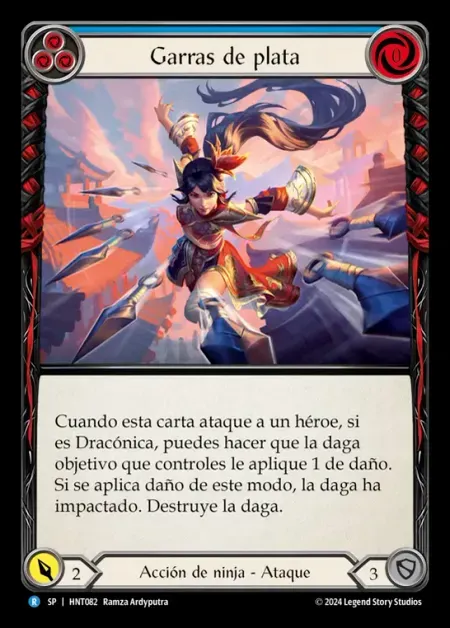 Garras de plata
0
Cuando esta carta ataque a un héroe, si
es Dracónica, puedes hacer que la daga
objetivo que controles le aplique 1 de daño.
Si se aplica daño de este modo, la daga ha
impactado. Destruye la daga.
2 Acción de ninja - Ataque 3
R SP | HNT082 Ramza Ardyputra © 2024 Legend Story Studios